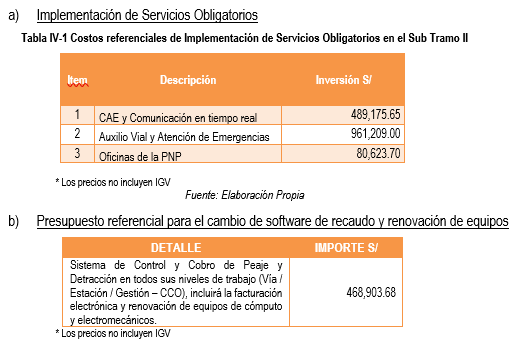 a) Implementación de Servicios Obligatorios
Tabla IV-1 Costos referenciales de Implementación de Servicios Obligatorios en el Sub Tramo II
Item Descripción Inversión S/
1 CAE y Comunicación en tiempo real 489,175.65
2 Auxilio Vial y Atención de Emergencias 961,209.00
3 Oficinas de la PNP 80,623.70
* Los precios no incluyen IGV
Fuente: Elaboración Propia
b) Presupuesto referencial para el cambio de software de recaudo y renovación de equipos
DETALLE IMPORTE S/
Sistema de Control y Cobro de Peaje y
Detracción en todos sus niveles de trabajo (Vía /
Estación / Gestión – CCO), incluirá la facturación
electrónica y renovación de equipos de cómputo
y electromecánicos.
468,903.68
* Los precios no incluyen IGV